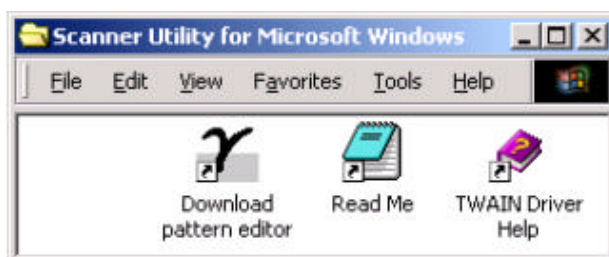 Scanner Utility for Microsoft Windows
File Edit View Favorites Tools Help
Download pattern editor
Read Me
TWAIN Driver Help